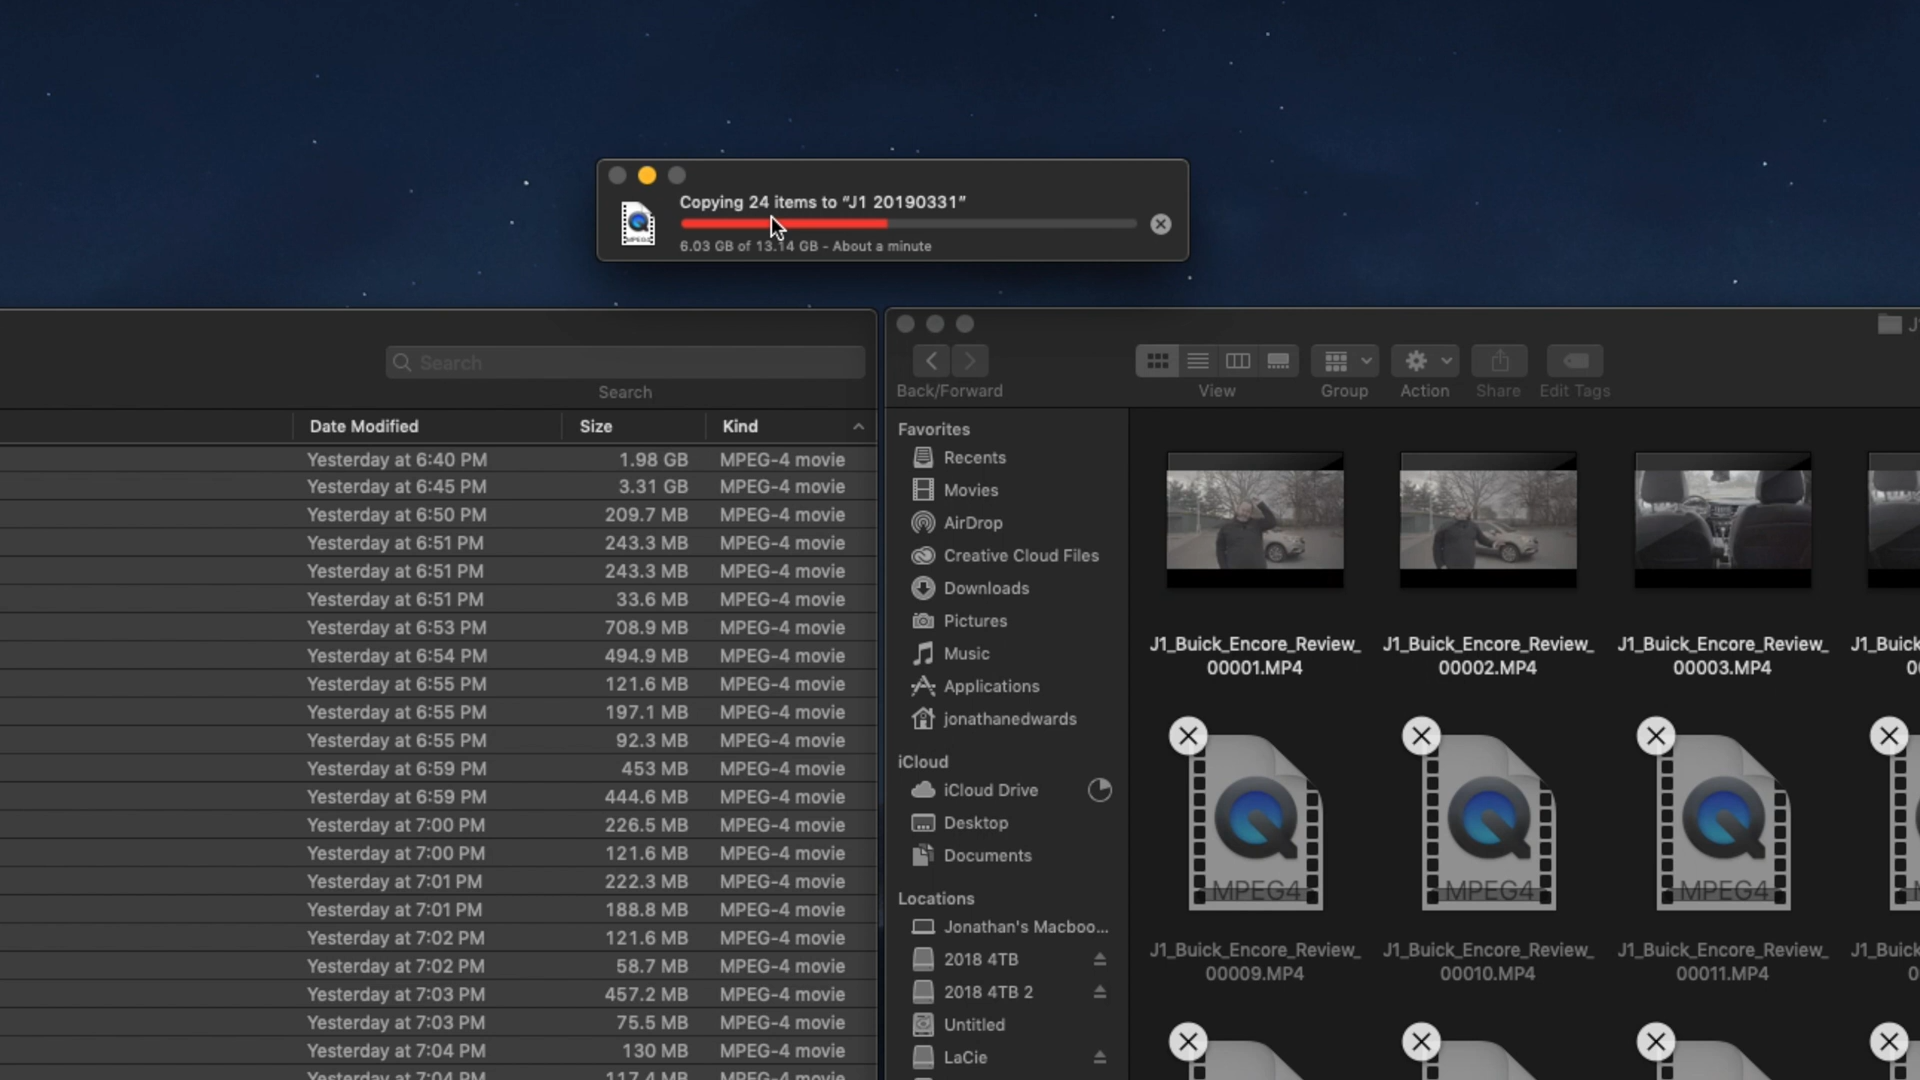 Copying 24 items to “J1 20190331”
6.03 GB of 13.14 GB - About a minute
Search
Search
Date Modified Size Kind
Yesterday at 6:40 PM 1.98 GB MPEG-4 movie
Yesterday at 6:45 PM 3.31 GB MPEG-4 movie
Yesterday at 6:50 PM 209.7 MB MPEG-4 movie
Yesterday at 6:51 PM 243.3 MB MPEG-4 movie
Yesterday at 6:51 PM 243.3 MB MPEG-4 movie
Yesterday at 6:51 PM 33.6 MB MPEG-4 movie
Yesterday at 6:53 PM 708.9 MB MPEG-4 movie
Yesterday at 6:54 PM 494.9 MB MPEG-4 movie
Yesterday at 6:55 PM 121.6 MB MPEG-4 movie
Yesterday at 6:55 PM 197.1 MB MPEG-4 movie
Yesterday at 6:55 PM 92.3 MB MPEG-4 movie
Yesterday at 6:59 PM 453 MB MPEG-4 movie
Yesterday at 6:59 PM 444.6 MB MPEG-4 movie
Yesterday at 7:00 PM 226.5 MB MPEG-4 movie
Yesterday at 7:00 PM 121.6 MB MPEG-4 movie
Yesterday at 7:01 PM 222.3 MB MPEG-4 movie
Yesterday at 7:01 PM 188.8 MB MPEG-4 movie
Yesterday at 7:02 PM 121.6 MB MPEG-4 movie
Yesterday at 7:02 PM 58.7 MB MPEG-4 movie
Yesterday at 7:03 PM 457.2 MB MPEG-4 movie
Yesterday at 7:03 PM 75.5 MB MPEG-4 movie
Yesterday at 7:04 PM 130 MB MPEG-4 movie
Yesterday at 7:04 PM 117.4 MB MPEG-4 movie
Back/Forward View Group Action Share Edit Tags
Favorites
Recents
Movies
AirDrop
Creative Cloud Files
Downloads
Pictures
Music
Applications
jonathanedwards
iCloud
iCloud Drive
Desktop
Documents
Locations
Jonathan's Macboo...
2018 4TB
2018 4TB 2
Untitled
LaCie
J1_Buick_Encore_Review_ J1_Buick_Encore_Review_ J1_Buick_Encore_Review_ J1_Buick
00001.MP4 00002.MP4 00003.MP4
MPEG4 MPEG4 MPEG4
J1_Buick_Encore_Review_ J1_Buick_Encore_Review_ J1_Buick_Encore_Review_ J1_Buick
00009.MP4 00010.MP4 00011.MP4